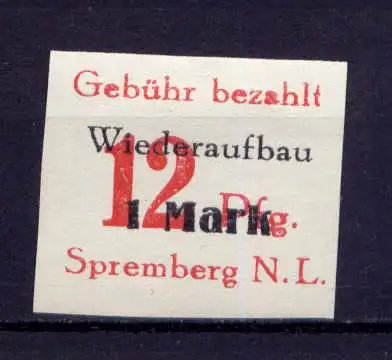 Gebühr bezahlt
Wiederaufbau
12 Pfg.
1 Mark
Spremberg N. L.